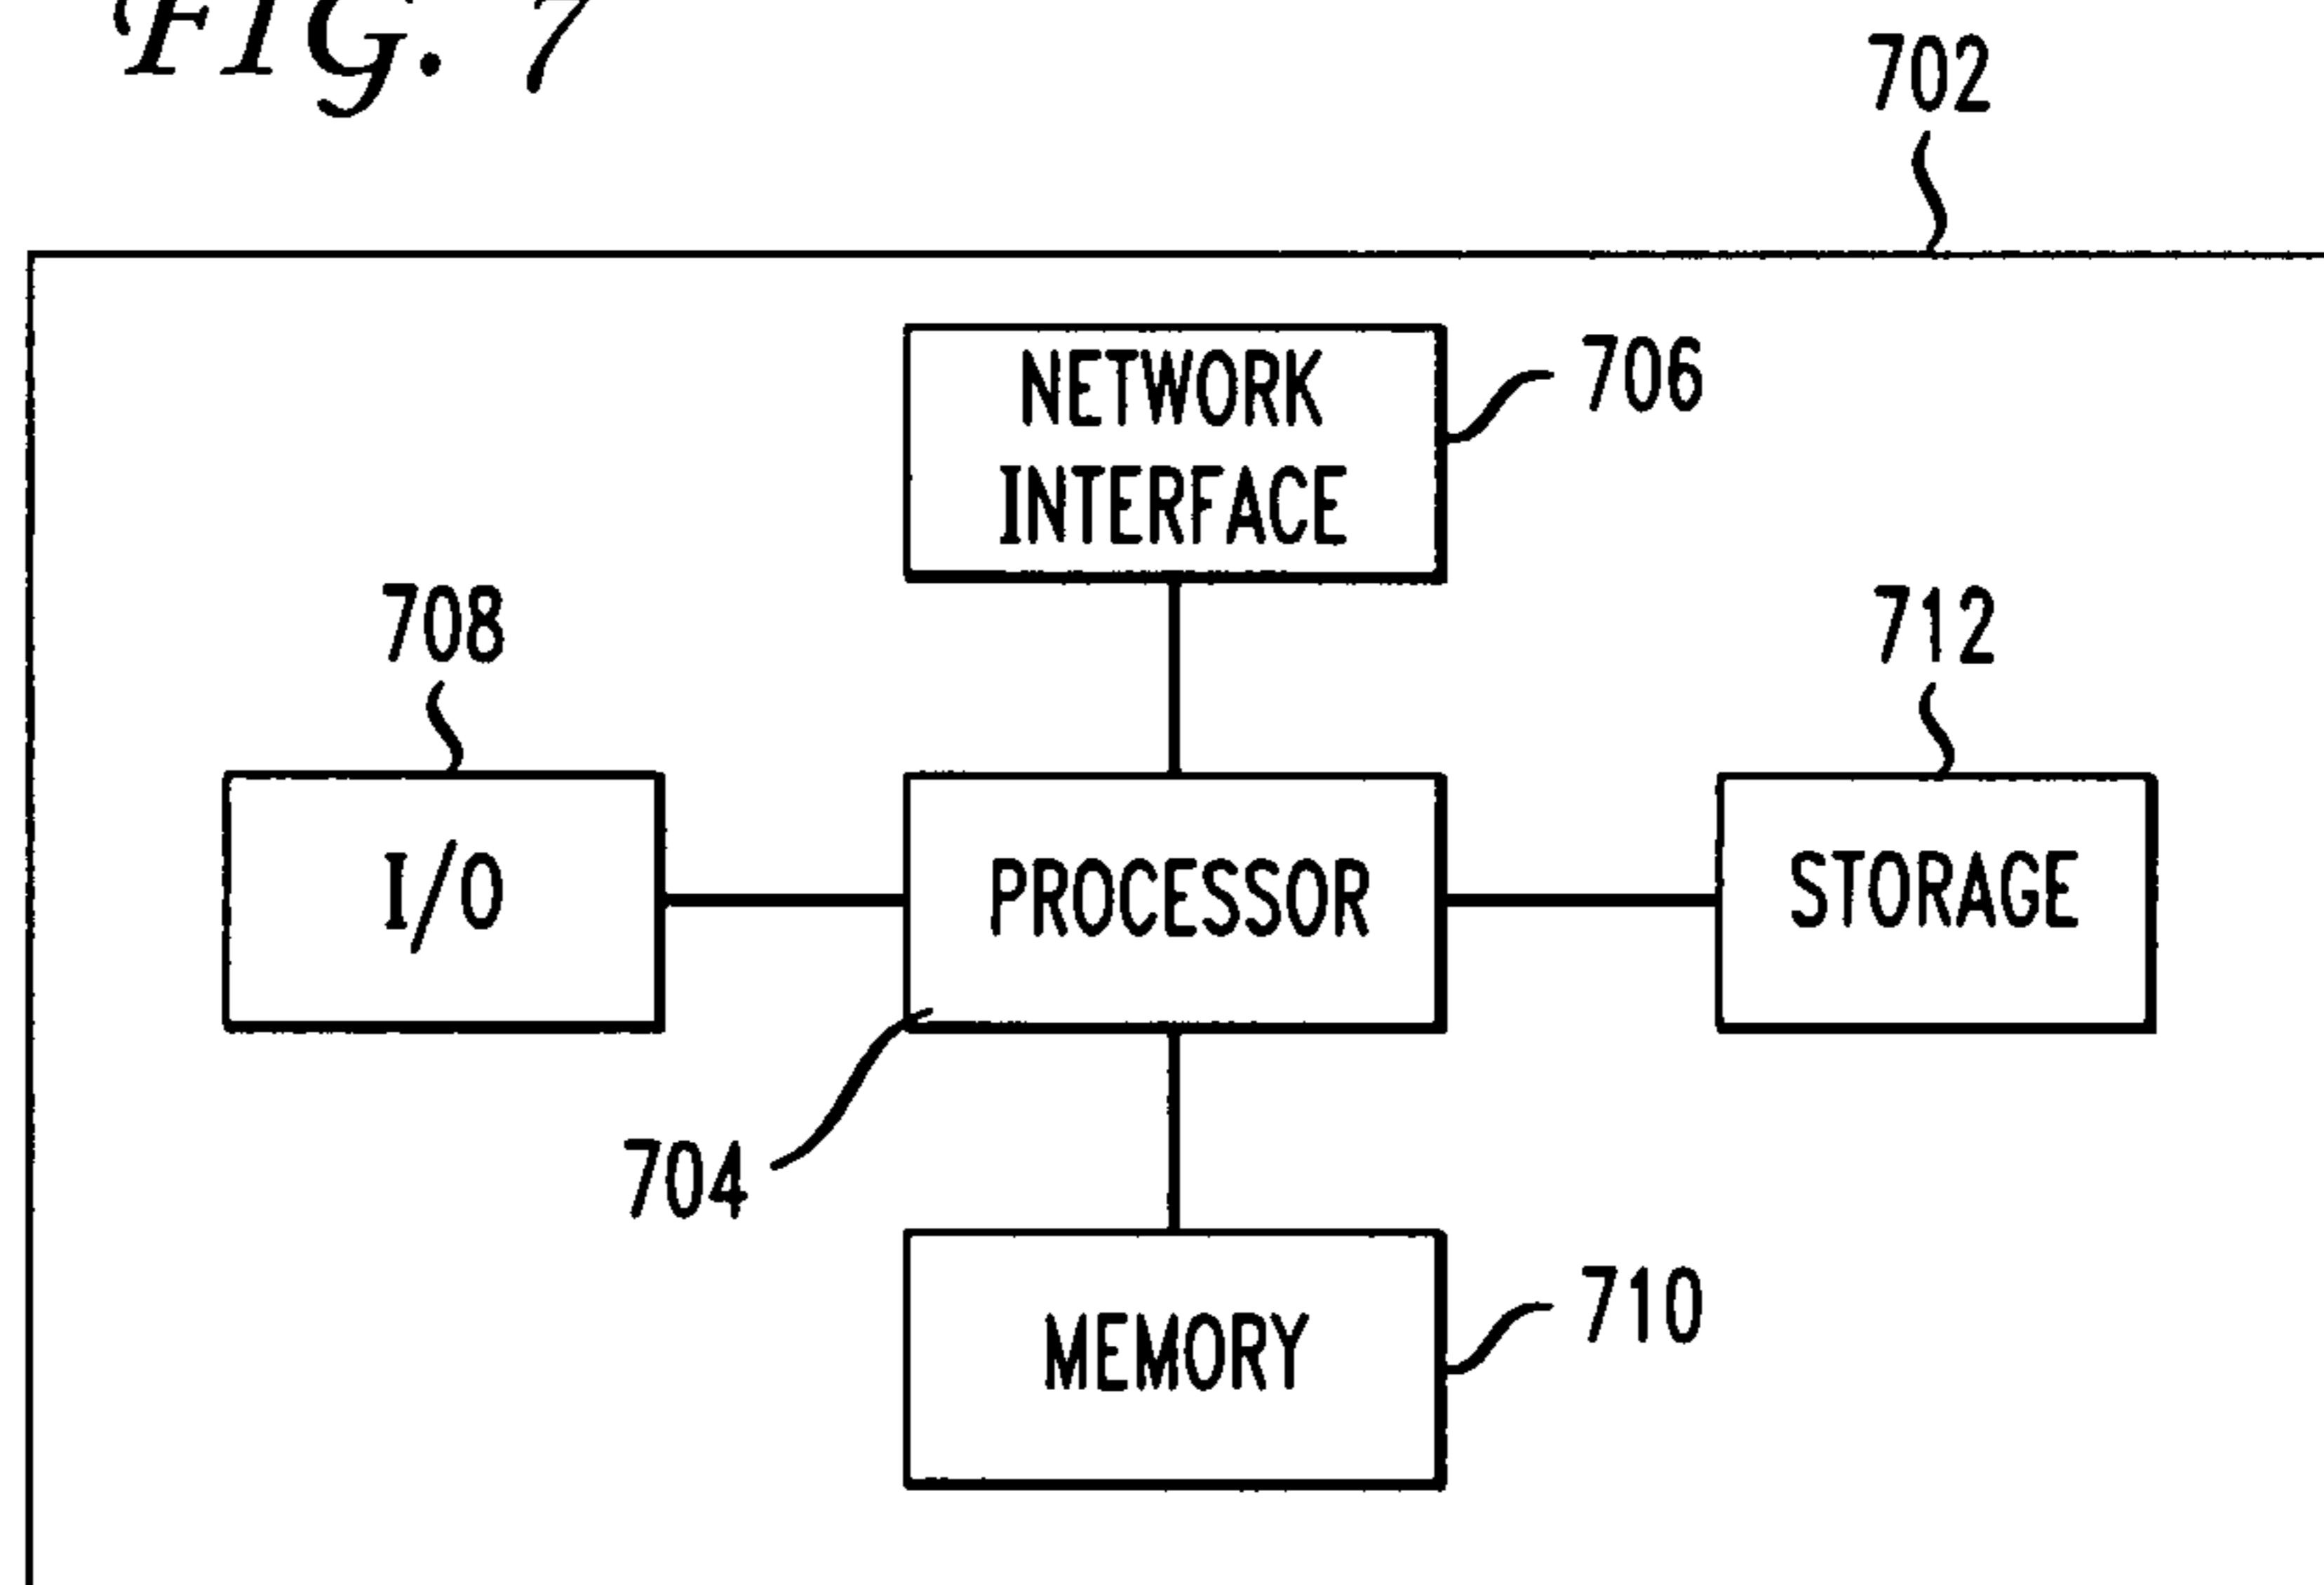 FIG. 7
702
NETWORK
INTERFACE
706
708
712
I/O
PROCESSOR
STORAGE
704
MEMORY
710